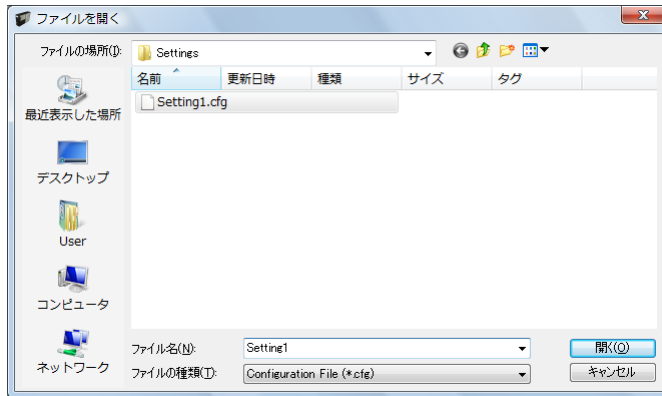 ファイルを開く
ファイルの場所(I):
Settings
名前
更新日時
種類
サイズ
タグ
Setting1.cfg
最近表示した場所
デスクトップ
User
コンピュータ
ネットワーク
ファイル名(N):
Setting1
開く(O)
ファイルの種類(T):
Configuration File (*.cfg)
キャンセル